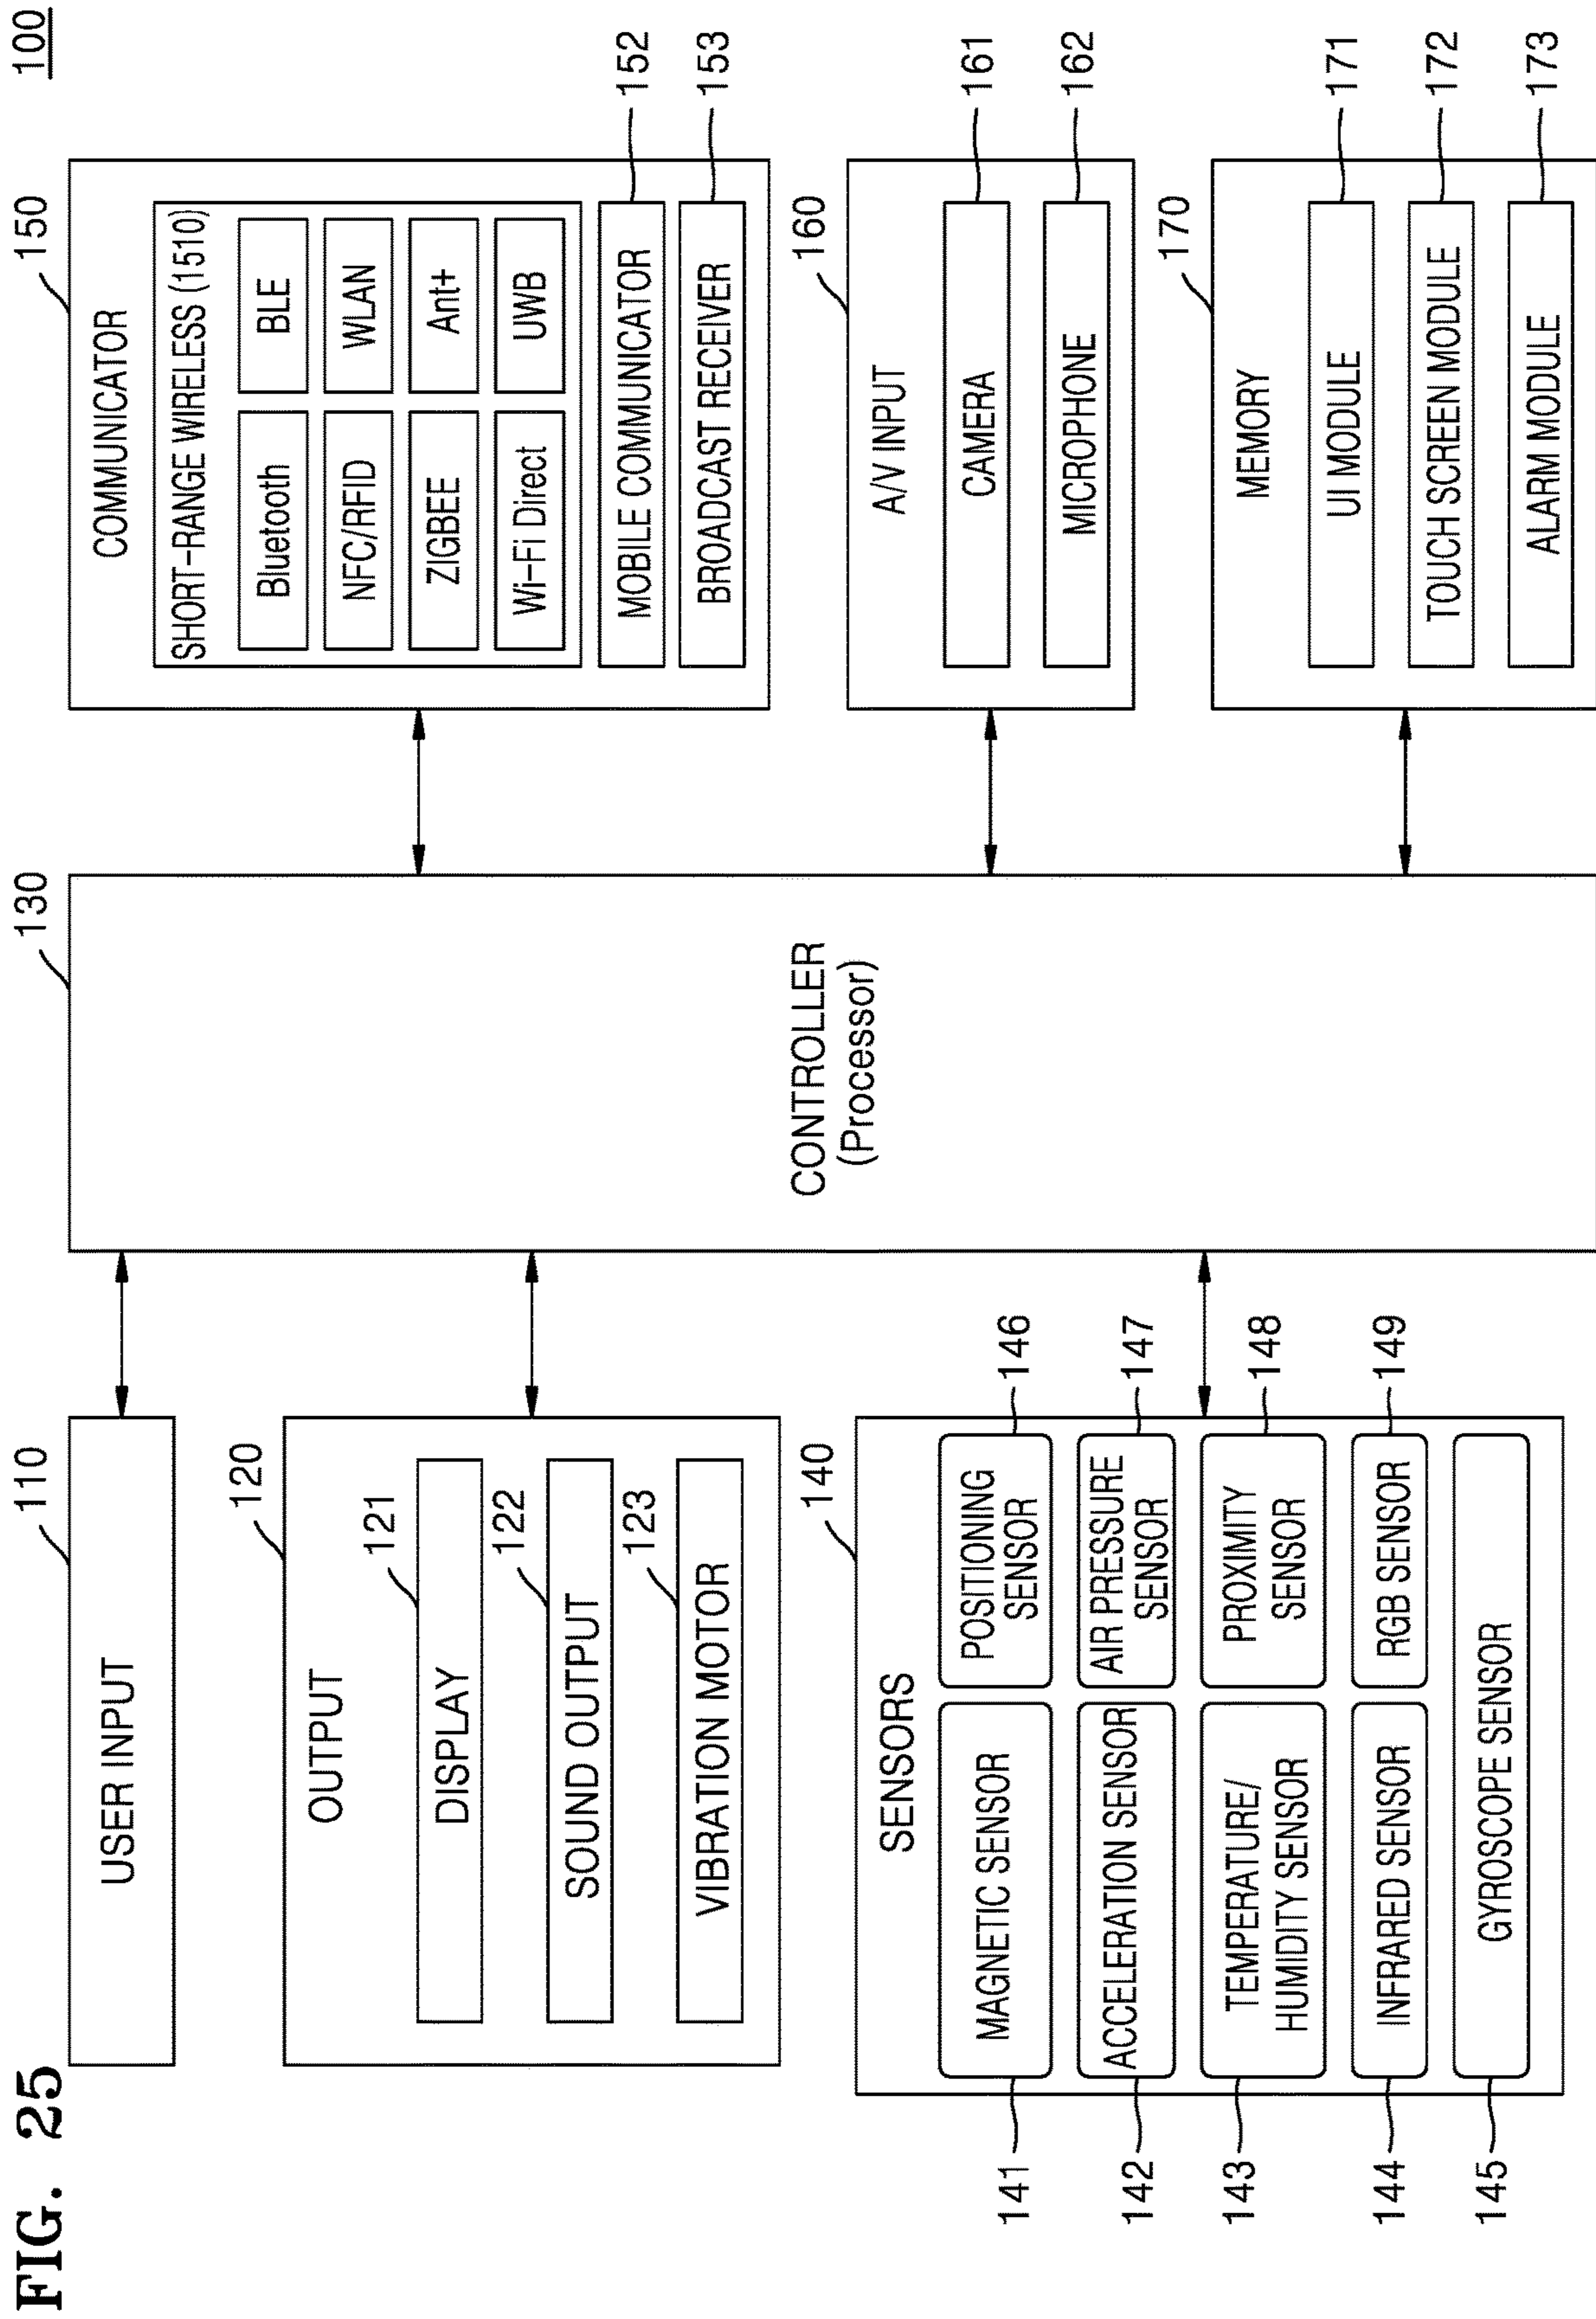 FIG. 25
100
110
USER INPUT
120
OUTPUT
121
DISPLAY
122
SOUND OUTPUT
123
VIBRATION MOTOR
140
SENSORS
141
MAGNETIC SENSOR
POSITIONING
SENSOR
146
142
ACCELERATION SENSOR
AIR PRESSURE
SENSOR
147
143
TEMPERATURE/
HUMIDITY SENSOR
PROXIMITY
SENSOR
148
144
INFRARED SENSOR
RGB SENSOR
149
145
GYROSCOPE SENSOR
130
CONTROLLER
(Processor)
150
COMMUNICATOR
SHORT-RANGE WIRELESS (1510)
Bluetooth
BLE
NFC/RFID
WLAN
ZIGBEE
Ant+
Wi-Fi Direct
UWB
MOBILE COMMUNICATOR
152
BROADCAST RECEIVER
153
160
A/V INPUT
CAMERA
161
MICROPHONE
162
170
MEMORY
UI MODULE
171
TOUCH SCREEN MODULE
172
ALARM MODULE
173